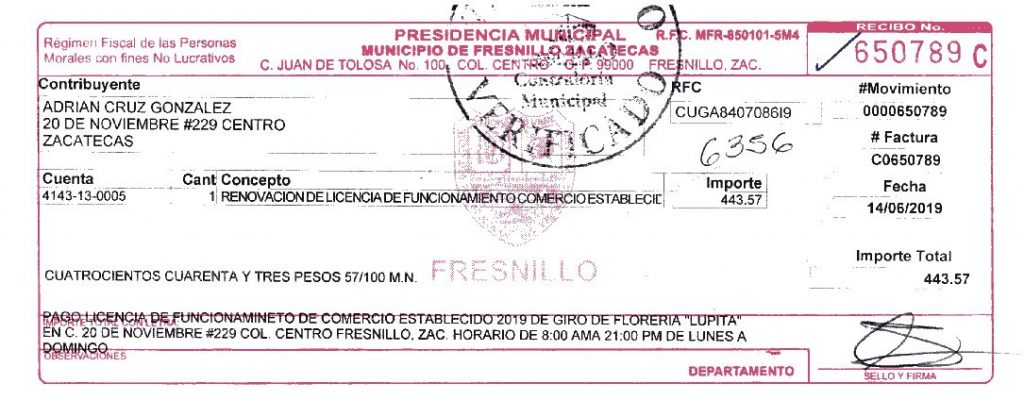 Régimen Fiscal de las Personas
Morales con fines No Lucrativos
PRESIDENCIA MUNICIPAL
R.F.C. MFR-850101-5M4
MUNICIPIO DE FRESNILLO ZACATECAS
C. JUAN DE TOLOSA No. 100 COL. CENTRO C.P. 99000 FRESNILLO, ZAC.
RECIBO No.
650789 C
Contraloría
Municipal
VERIFICADO
Contribuyente
ADRIAN CRUZ GONZALEZ
20 DE NOVIEMBRE #229 CENTRO
ZACATECAS
RFC
CUGA8407086I9
6356
#Movimiento
0000650789
# Factura
C0650789
Fecha
14/06/2019
Cuenta Cant Concepto Importe
4143-13-0005 1 RENOVACION DE LICENCIA DE FUNCIONAMIENTO COMERCIO ESTABLECID 443.57
Importe Total
443.57
CUATROCIENTOS CUARENTA Y TRES PESOS 57/100 M.N.
FRESNILLO
IMPORTE TOTAL CON LETRA
PAGO LICENCIA DE FUNCIONAMINETO DE COMERCIO ESTABLECIDO 2019 DE GIRO DE FLORERIA "LUPITA"
EN C. 20 DE NOVIEMBRE #229 COL. CENTRO FRESNILLO, ZAC. HORARIO DE 8:00 AMA 21:00 PM DE LUNES A
DOMINGO
OBSERVACIONES
DEPARTAMENTO
SELLO Y FIRMA